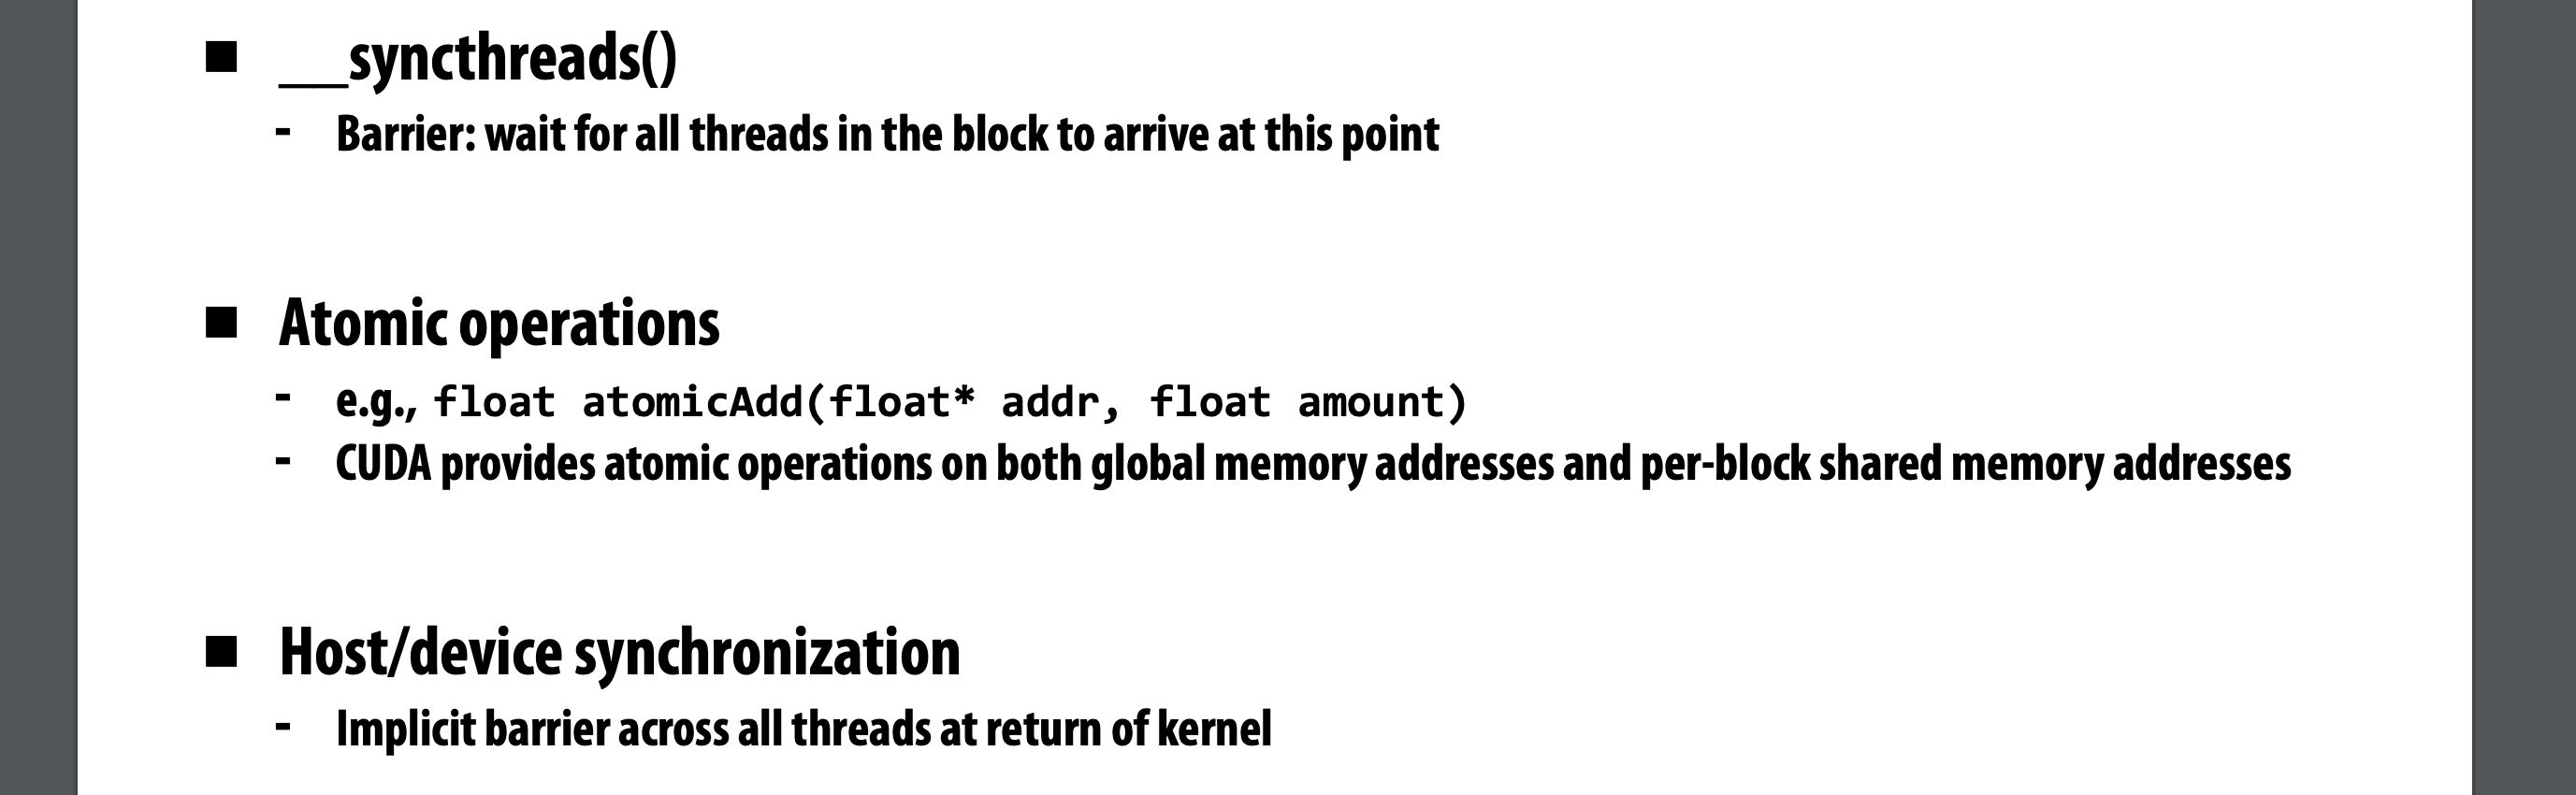 ■ __syncthreads()
- Barrier: wait for all threads in the block to arrive at this point
■ Atomic operations
- e.g., float atomicAdd(float* addr, float amount)
- CUDA provides atomic operations on both global memory addresses and per-block shared memory addresses
■ Host/device synchronization
- Implicit barrier across all threads at return of kernel